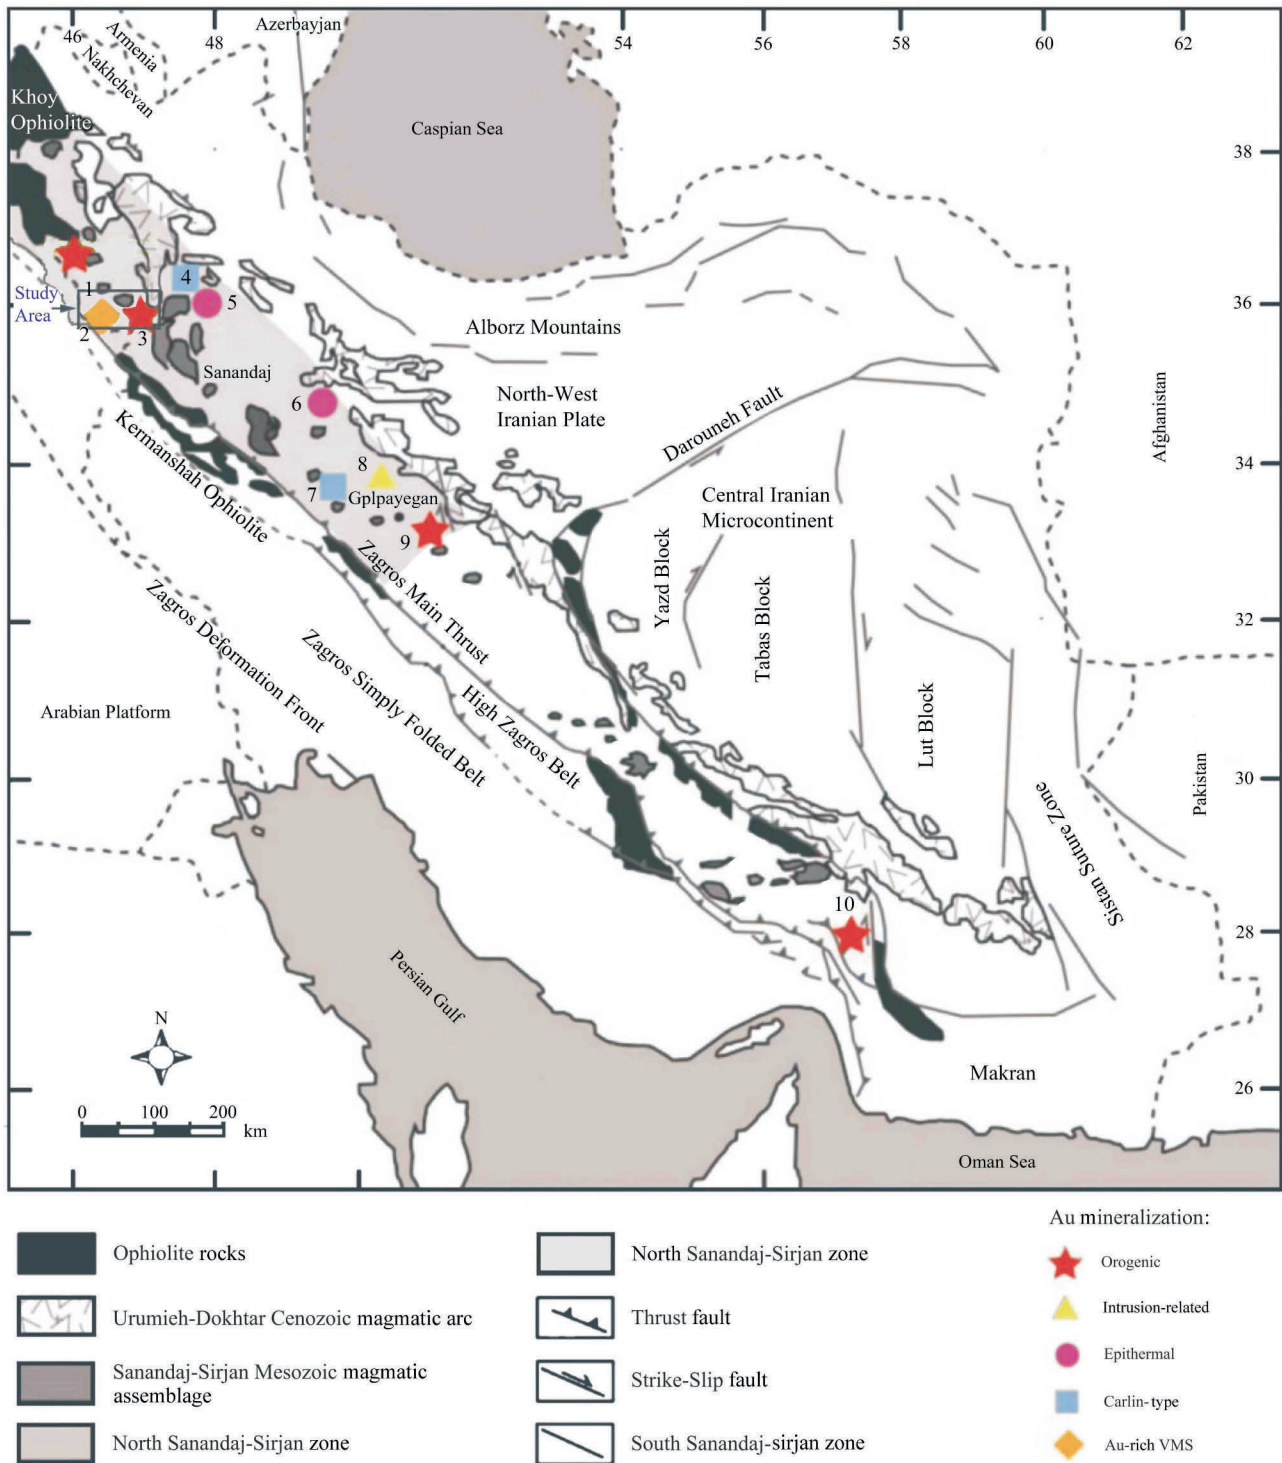 46
48
54
56
58
60
62
Armenia
Nakhchevan
Azerbayjan
Khoy
Ophiolite
Caspian Sea
38
36
34
32
30
28
26
1
2
3
4
5
6
7
8
9
10
Study
Area
Sanandaj
Alborz Mountains
North-West
Iranian Plate
Darouneh Fault
Afghanistan
Kermanshah Ophiolite
Gplpayegan
Central Iranian
Microcontinent
Yazd Block
Tabas Block
Lut Block
Zagros Main Thrust
Zagros Deformation Front
Zagros Simply Folded Belt
High Zagros Belt
Arabian Platform
Sistan Suture Zone
Pakistan
Persian Gulf
Makran
Oman Sea
N
0 100 200
km
Ophiolite rocks
Urumieh-Dokhtar Cenozoic magmatic arc
Sanandaj-Sirjan Mesozoic magmatic
assemblage
North Sanandaj-Sirjan zone
North Sanandaj-Sirjan zone
Thrust fault
Strike-Slip fault
South Sanandaj-sirjan zone
Au mineralization:
Orogenic
Intrusion-related
Epithermal
Carlin-type
Au-rich VMS